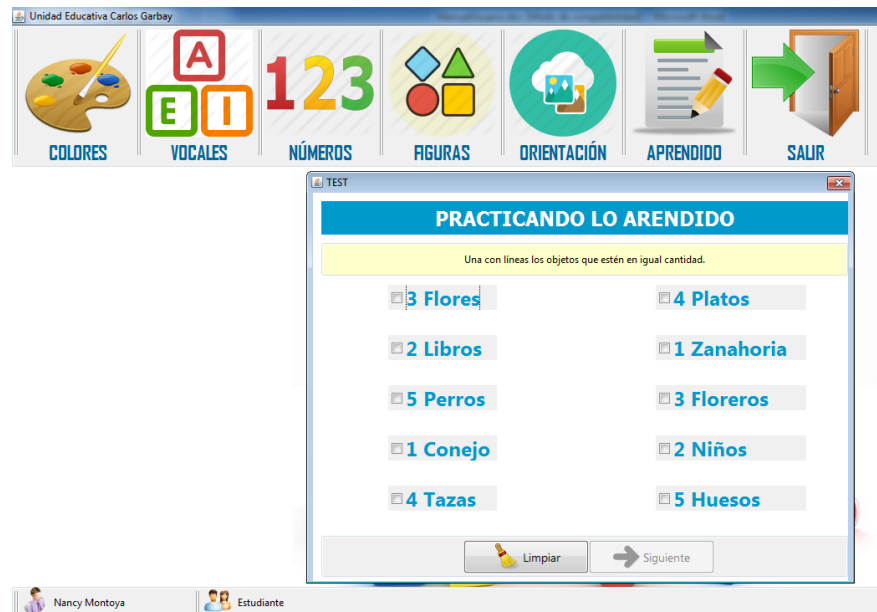 Unidad Educativa Carlos Garbay
A
E I
123
COLORES VOCALES NÚMEROS FIGURAS ORIENTACIÓN APRENDIDO SALIR
TEST
PRACTICANDO LO ARENDIDO
Una con líneas los objetos que estén en igual cantidad.
3 Flores 4 Platos
2 Libros 1 Zanahoria
5 Perros 3 Floreros
1 Conejo 2 Niños
4 Tazas 5 Huesos
Limpiar Siguiente
Nancy Montoya Estudiante